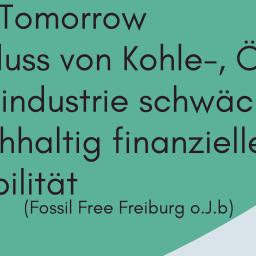 Tomorrow
luss von Kohle-, Ö
industrie schwäc
hhaltig finanzielle
bilität
(Fossil Free Freiburg o.J.b)